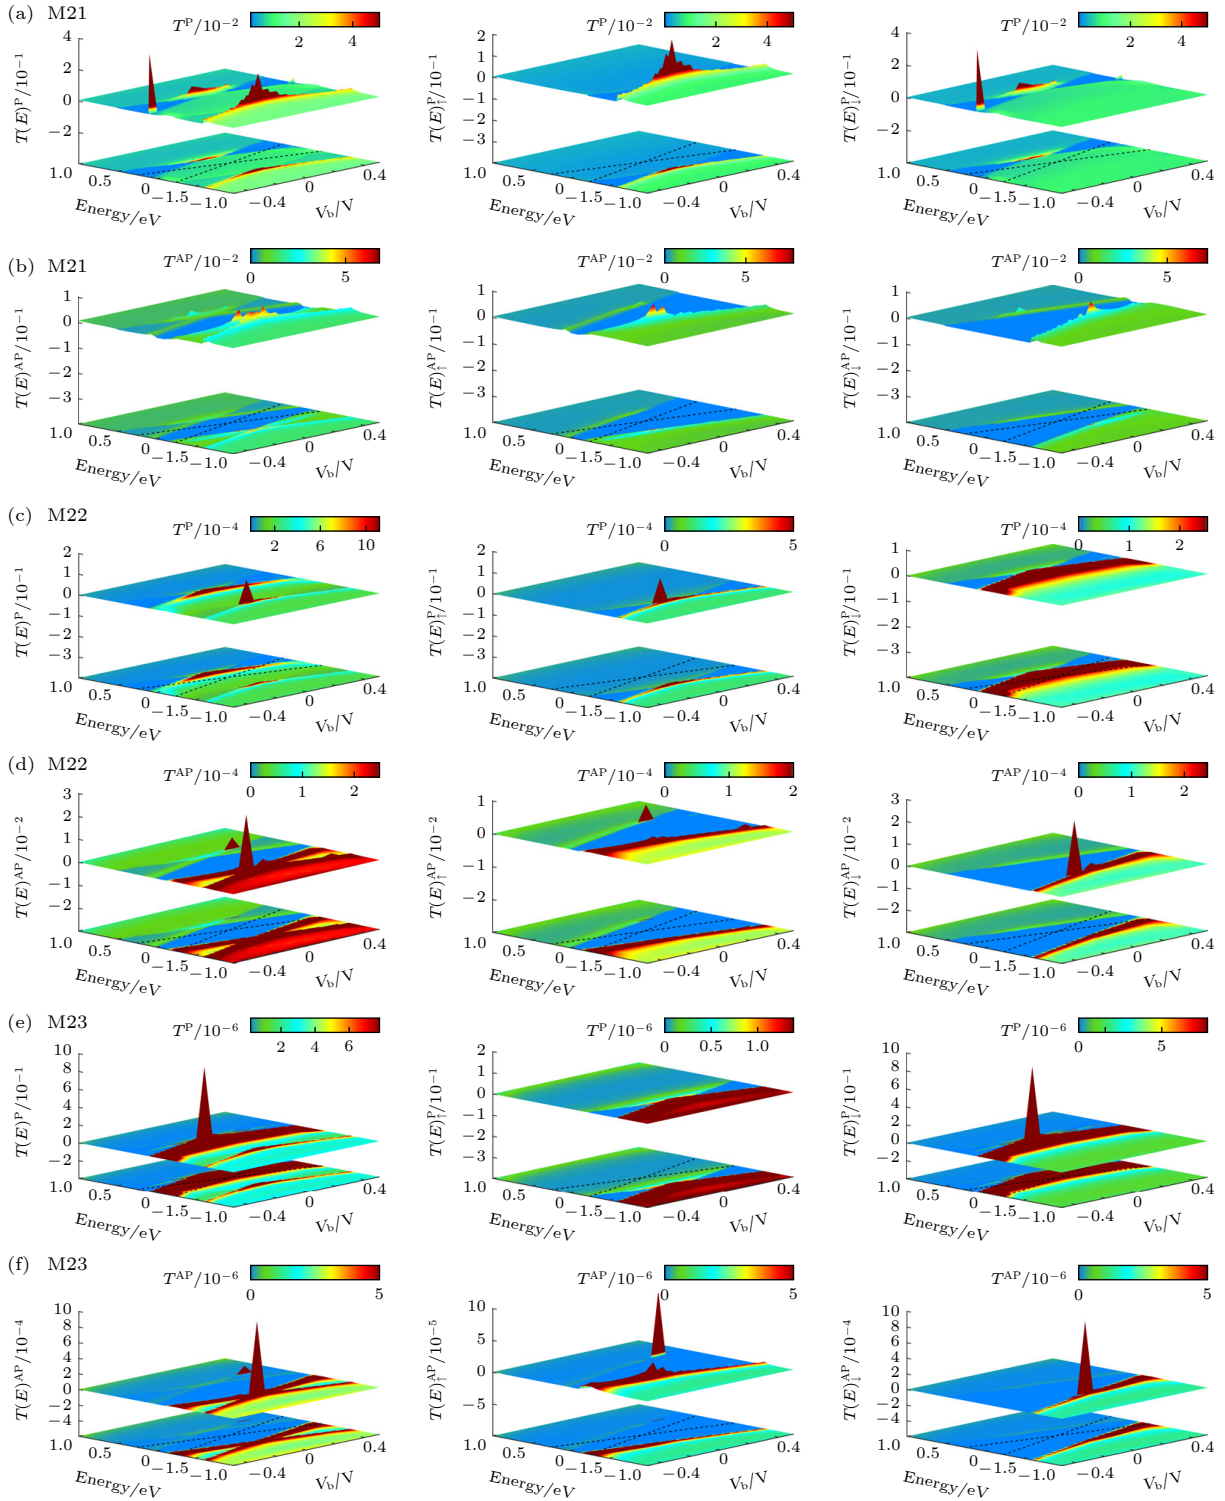 (a) M21
T^P/10−2
2 4
T(E)^P/10−1
4
2
0
−2
1.0 0.5 0 −1.5 −1.0
Energy/eV
−0.4 0 0.4
V_b/V
T^P/10−2
2 4
T(E)^P_↑/10−1
2
1
0
−1
−2
−3
0.5 0 −1.5 −1.0
Energy/eV
−0.4 0 0.4
V_b/V
T^P/10−2
2 4
T(E)^P_↓/10−1
4
2
0
−2
1.0 0.5 0 −1.5 −1.0
Energy/eV
−0.4 0 0.4
V_b/V
(b) M21
T^AP/10−2
0 5
T(E)^AP/10−1
1
0
−1
−2
−3
1.0 0.5 0 −1.5 −1.0
Energy/eV
−0.4 0 0.4
V_b/V
T^AP/10−2
0 5
T(E)^AP_↑/10−1
1
0
−1
−2
−3
1.0 0.5 0 −1.5 −1.0
Energy/eV
−0.4 0 0.4
V_b/V
T^AP/10−2
0 5
T(E)^AP_↓/10−1
1
0
−1
−2
−3
1.0 0.5 0 −1.5 −1.0
Energy/eV
−0.4 0 0.4
V_b/V
(c) M22
T^P/10−4
2 6 10
T(E)^P/10−1
2
1
0
−1
−2
−3
1.0 0.5 0 −1.5 −1.0
Energy/eV
−0.4 0 0.4
V_b/V
T^P/10−4
0 5
T(E)^P_↑/10−1
2
1
0
−1
−2
−3
1.0 0.5 0 −1.5 −1.0
Energy/eV
−0.4 0 0.4
V_b/V
T^P/10−4
0 1 2
T(E)^P_↓/10−1
1
0
−1
−2
−3
1.0 0.5 0 −1.5 −1.0
Energy/eV
−0.4 0 0.4
V_b/V
(d) M22
T^AP/10−4
0 1 2
T(E)^AP/10−2
3
2
1
0
−1
−2
1.0 0.5 0 −1.5 −1.0
Energy/eV
−0.4 0 0.4
V_b/V
T^AP/10−4
0 1 2
T(E)^AP_↑/10−2
1
0
−2
1.0 0.5 0 −1.5 −1.0
Energy/eV
−0.4 0 0.4
V_b/V
T^AP/10−4
0 1 2
T(E)^AP_↓/10−2
3
2
1
0
−1
−2
1.0 0.5 0 −1.5 −1.0
Energy/eV
−0.4 0 0.4
V_b/V
(e) M23
T^P/10−6
2 4 6
T(E)^P/10−1
10
8
6
4
2
0
−2
1.0 0.5 0 −1.5 −1.0
Energy/eV
−0.4 0 0.4
V_b/V
T^P/10−6
0 0.5 1.0
T(E)^P_↑/10−1
2
1
0
−1
−2
−3
1.0 0.5 0 −1.5 −1.0
Energy/eV
−0.4 0 0.4
V_b/V
T^P/10−6
0 5
T(E)^P_↓/10−1
10
8
6
4
2
0
−2
1.0 0.5 0 −1.5 −1.0
Energy/eV
−0.4 0 0.4
V_b/V
(f) M23
T^AP/10−6
0 5
T(E)^AP/10−4
10
8
6
4
2
0
−2
−4
1.0 0.5 0 −1.5 −1.0
Energy/eV
−0.4 0 0.4
V_b/V
T^AP/10−6
0 5
T(E)^AP_↑/10−5
10
5
0
−5
1.0 0.5 0 −1.5 −1.0
Energy/eV
−0.4 0 0.4
V_b/V
T^AP/10−6
0 5
T(E)^AP_↓/10−4
10
8
6
4
2
0
−2
−4
1.0 0.5 0 −1.5 −1.0
Energy/eV
−0.4 0 0.4
V_b/V